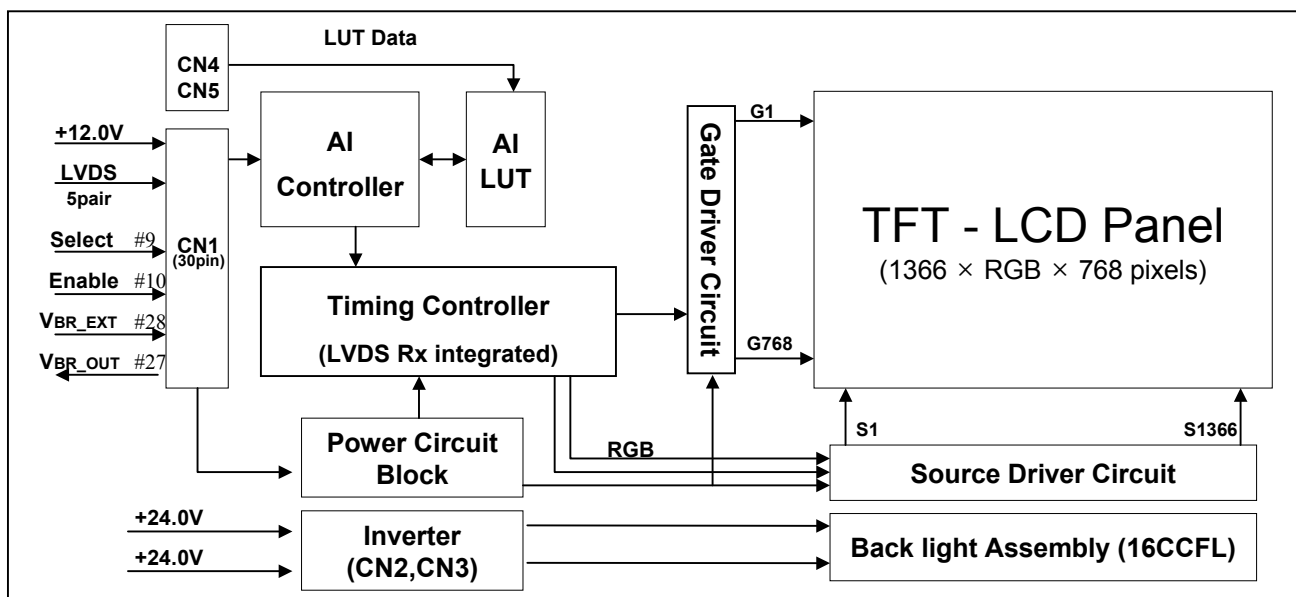 LUT Data
CN4
CN5
+12.0V
LVDS
5pair
Select #9
Enable #10
VBR_EXT #28
VBR_OUT #27
CN1
(30pin)
AI
Controller
AI
LUT
Timing Controller
(LVDS Rx integrated)
Gate Driver Circuit
G1
G768
TFT - LCD Panel
(1366 × RGB × 768 pixels)
S1
S1366
Power Circuit
Block
RGB
Source Driver Circuit
+24.0V
+24.0V
Inverter
(CN2,CN3)
Back light Assembly (16CCFL)